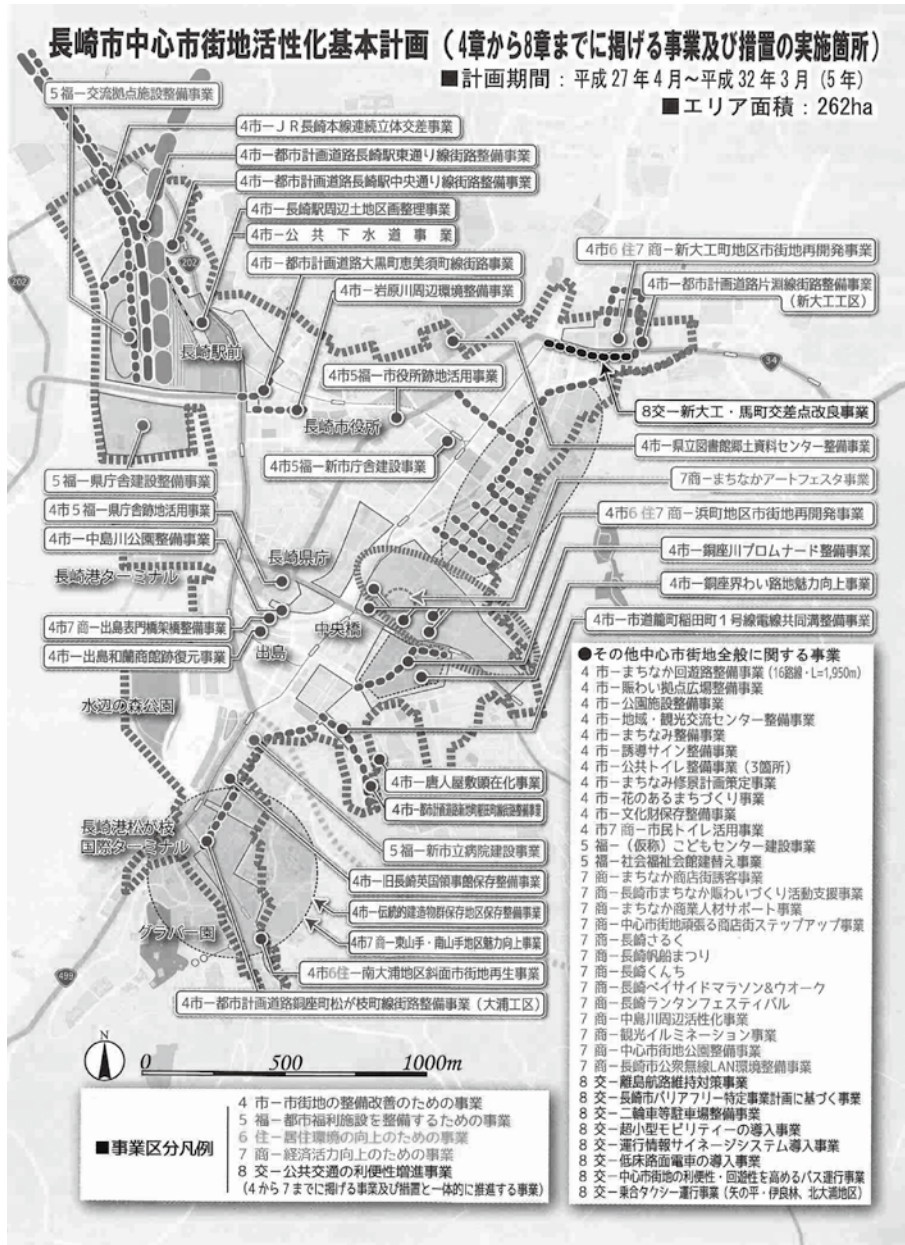 長崎市中心市街地活性化基本計画(4章から8章までに掲げる事業及び措置の実施箇所)
■計画期間：平成27年4月～平成32年3月(5年)
■エリア面積：262ha
5福－交流拠点施設整備事業
4市－JR長崎本線連続立体交差事業
4市－都市計画道路長崎駅東通り線街路整備事業
4市－都市計画道路長崎駅中央通り線街路整備事業
4市－長崎駅周辺土地区画整理事業
4市－公共下水道事業
4市－都市計画道路大黒町恵美須町線街路事業
4市－岩原川周辺環境整備事業
4市6住7商－新大工町地区市街地再開発事業
4市－都市計画道路片淵線街路整備事業
(新大工工区)
202
202
34
長崎駅前
4市5福－市役所跡地活用事業
長崎市役所
8交－新大工・馬町交差点改良事業
4市－県立図書館郷土資料センター整備事業
4市5福－新市庁舎建設事業
7商－まちなかアートフェスタ事業
5福－県庁舎建設整備事業
4市5福－県庁舎跡地活用事業
4市6住7商－浜町地区市街地再開発事業
4市－中島川公園整備事業
4市－銅座川プロムナード整備事業
長崎県庁
長崎港ターミナル
4市－銅座界わい路地魅力向上事業
4市7商－出島表門橋架橋整備事業
中央橋
4市－市道籠町稲田町1号線電線共同溝整備事業
4市－出島和蘭商館跡復元事業
出島
水辺の森公園
4市－唐人屋敷顕在化事業
長崎港松が枝
国際ターミナル
5福－新市立病院建設事業
4市－旧長崎英国領事館保存整備事業
4市－伝統的建造物群保存地区保存整備事業
グラバー園
4市7商－東山手・南山手地区魅力向上事業
4市6住－南大浦地区斜面市街地再生事業
499
4市－都市計画道路銅座町松が枝町線街路整備事業(大浦工区)
●その他中心市街地全般に関する事業
4 市－まちなか回遊路整備事業(16路線・L=1,950m)
4 市－賑わい拠点広場整備事業
4 市－公園施設整備事業
4 市－地域・観光交流センター整備事業
4 市－まちなみ整備事業
4 市－誘導サイン整備事業
4 市－公共トイレ整備事業(3箇所)
4 市－まちなみ修景計画策定事業
4 市－花のあるまちづくり事業
4 市－文化財保存整備事業
4 市7 商－市民トイレ活用事業
5 福－(仮称)こどもセンター建設事業
5 福－社会福祉会館建替え事業
7 商－まちなか商店街誘客事業
7 商－長崎市まちなか賑わいづくり活動支援事業
7 商－まちなか商業人材サポート事業
7 商－中心市街地頑張る商店街ステップアップ事業
7 商－長崎さるく
7 商－長崎帆船まつり
7 商－長崎くんち
7 商－長崎ベイサイドマラソン&ウオーク
7 商－長崎ランタンフェスティバル
7 商－中島川周辺活性化事業
7 商－観光イルミネーション事業
7 商－中心市街地公園整備事業
7 商－長崎市公衆無線LAN環境整備事業
8 交－離島航路維持対策事業
8 交－長崎市バリアフリー特定事業計画に基づく事業
8 交－二輪車等駐車場整備事業
8 交－超小型モビリティーの導入事業
8 交－運行情報サイネージシステム導入事業
8 交－低床路面電車の導入事業
8 交－中心市街地の利便性・回遊性を高めるバス運行事業
8 交－乗合タクシー運行事業(矢の平・伊良林、北大浦地区)
N
0 500 1000m
■事業区分凡例
4 市－市街地の整備改善のための事業
5 福－都市福利施設を整備するための事業
6 住－居住環境の向上のための事業
7 商－経済活力向上のための事業
8 交－公共交通の利便性増進事業
(4から7までに掲げる事業及び措置と一体的に推進する事業)